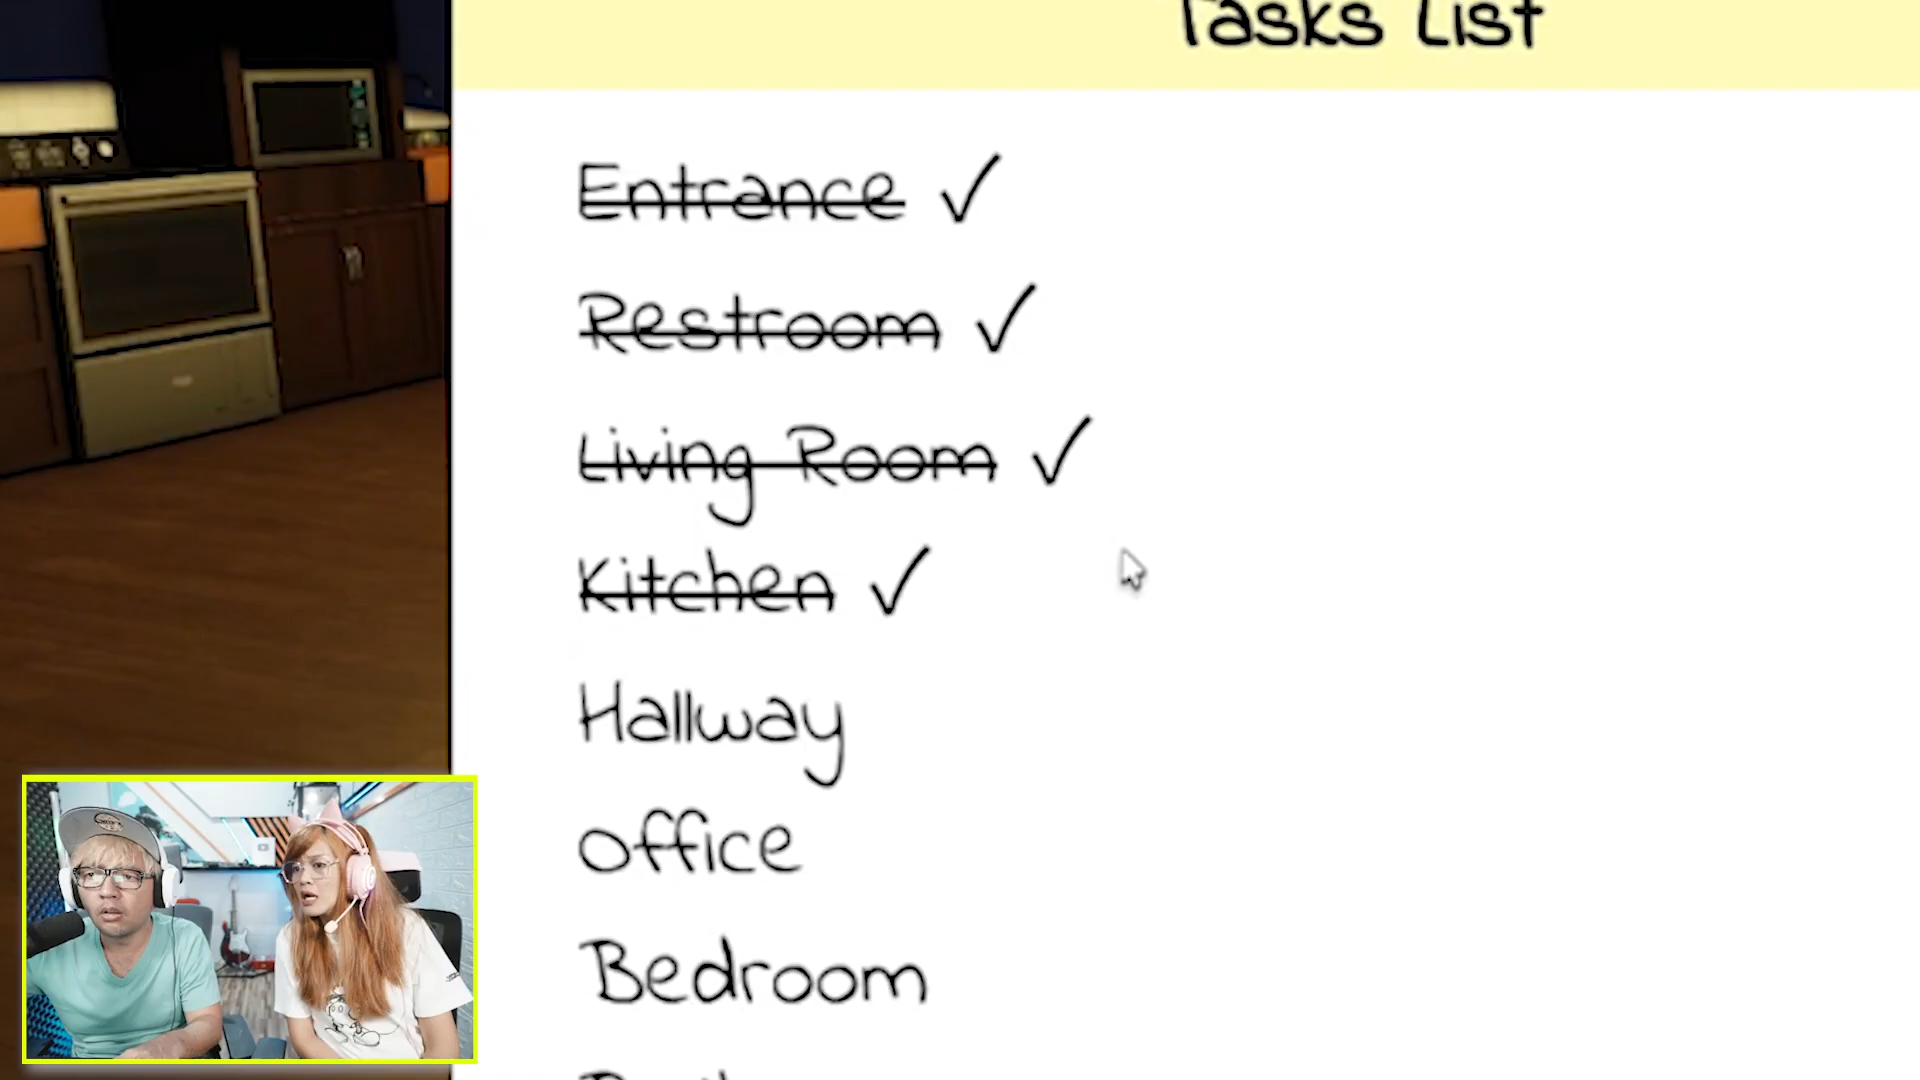 Tasks List
Entrance ✓
Restroom ✓
Living Room ✓
Kitchen ✓
Hallway
Office
Bedroom